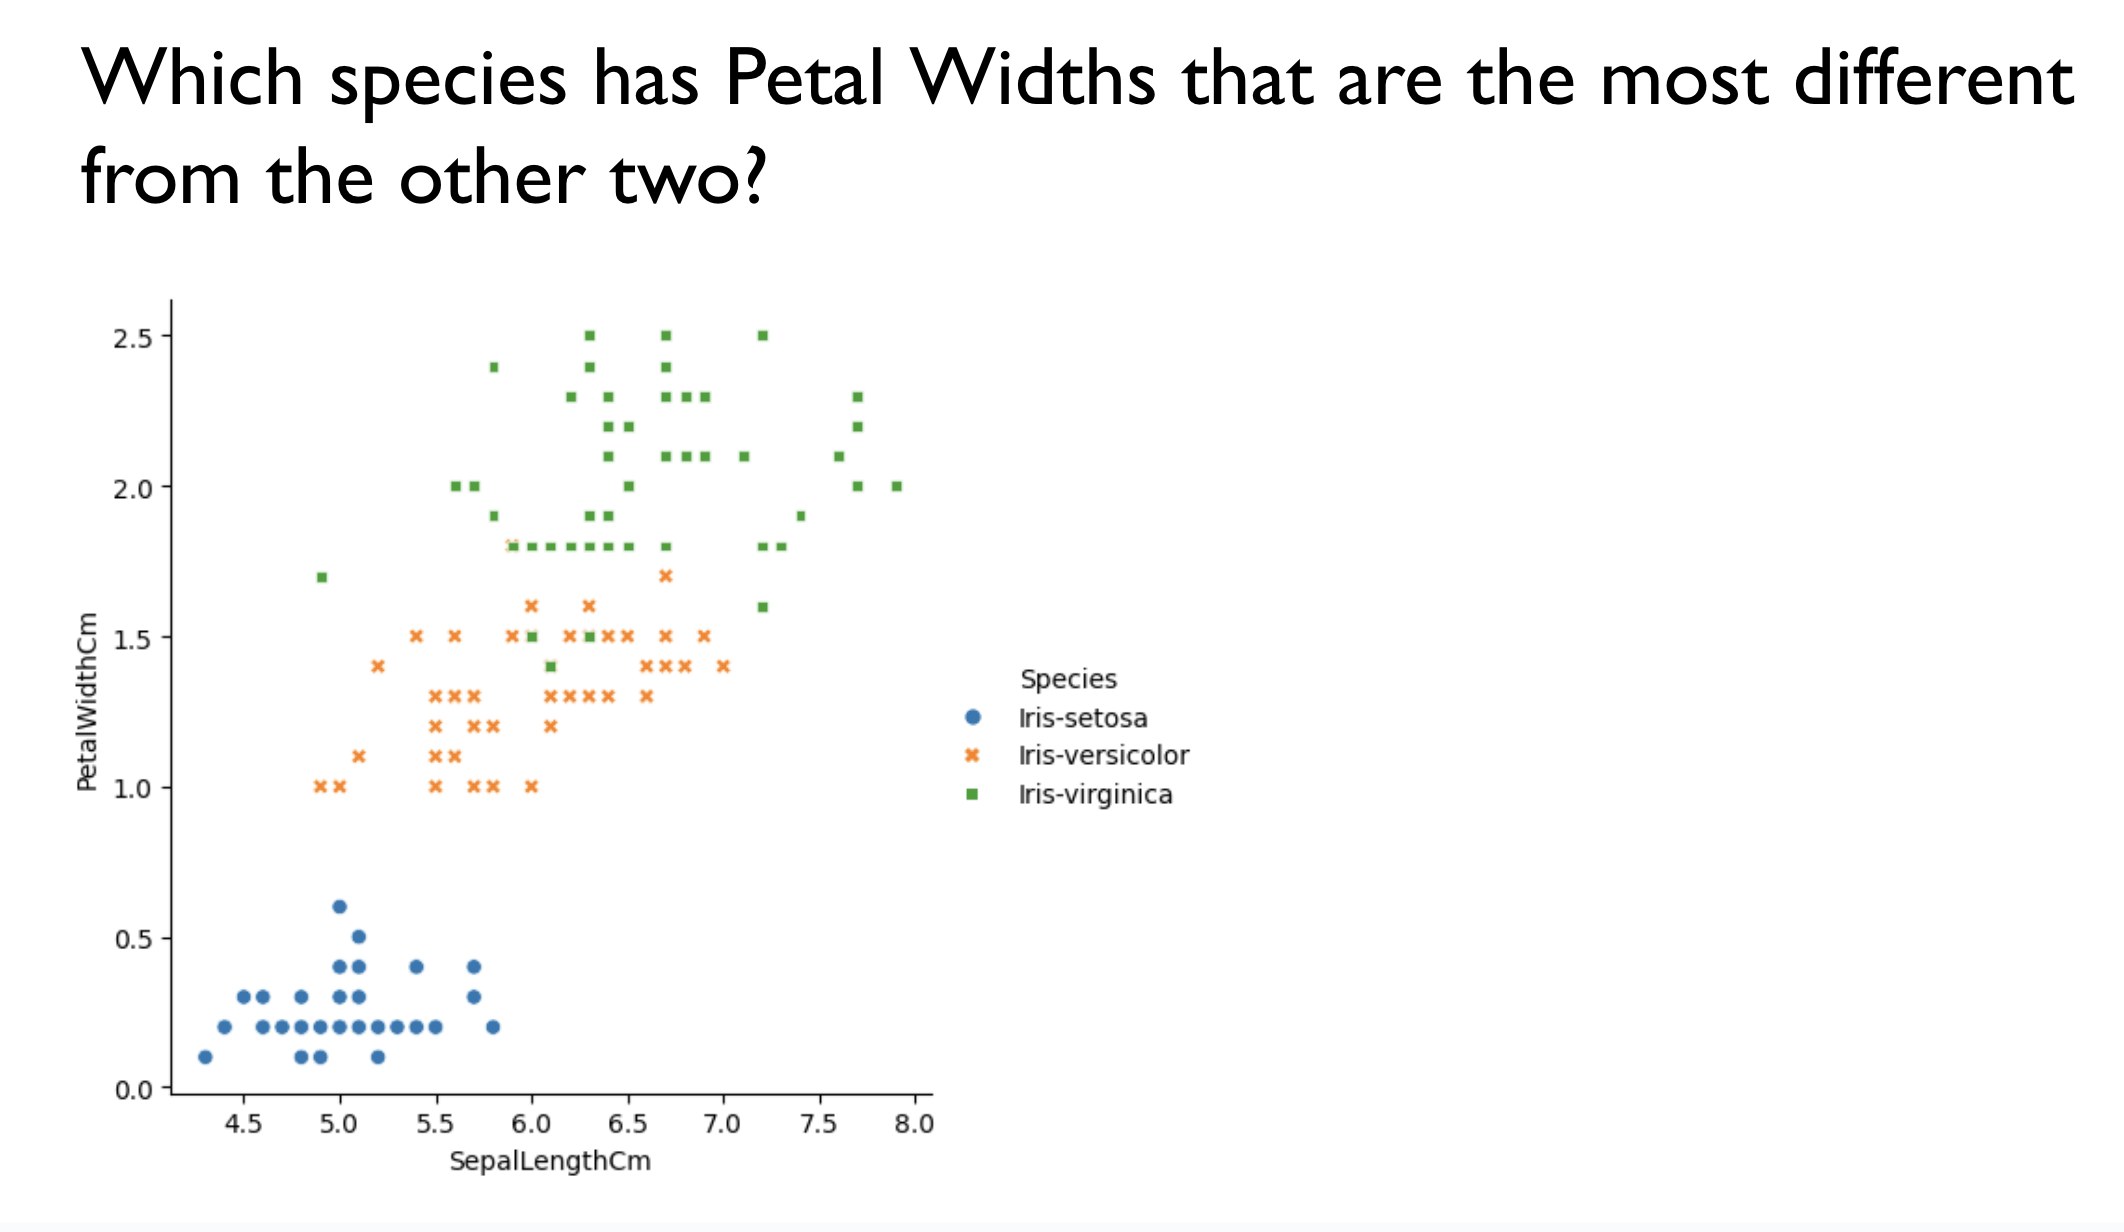 Which species has Petal Widths that are the most different
from the other two?
2.5
2.0
1.5
1.0
0.5
0.0
PetalWidthCm
4.5 5.0 5.5 6.0 6.5 7.0 7.5 8.0
SepalLengthCm
Species
Iris-setosa
Iris-versicolor
Iris-virginica